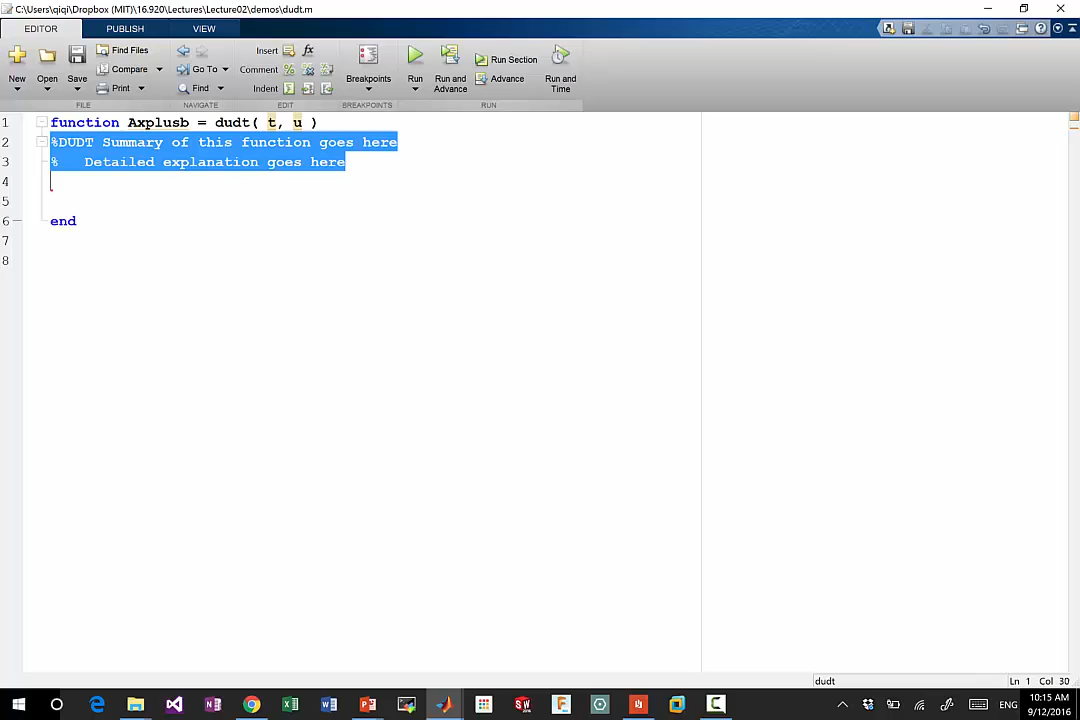 C:\Users\qiqi\Dropbox (MIT)\16.920\Lectures\Lecture02\demos\dudt.m
EDITOR PUBLISH VIEW
New Open Save Find Files Compare Print Go To Find Insert fx Comment Indent Breakpoints Run Run and Advance Run Section Advance Run and Time
FILE NAVIGATE EDIT BREAKPOINTS RUN
1 function Axplusb = dudt( t, u )
2 %DUDT Summary of this function goes here
3 % Detailed explanation goes here
4
5
6 end
7
8
dudt Ln 1 Col 30
ENG 10:15 AM
9/12/2016